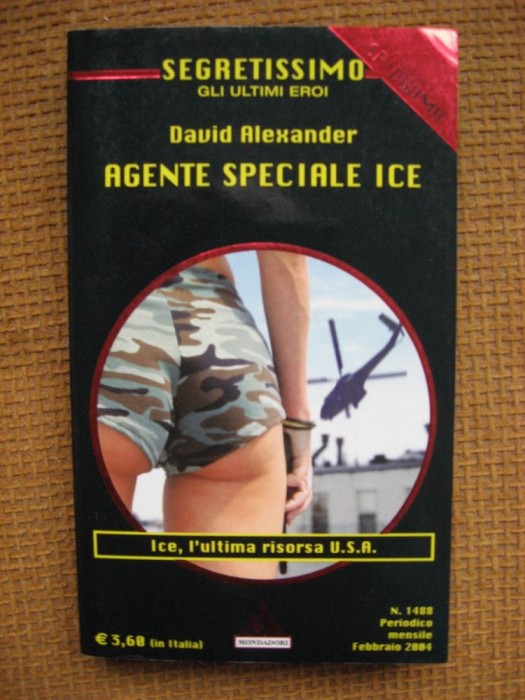 SEGRETISSIMO
GLI ULTIMI EROI
David Alexander
AGENTE SPECIALE ICE
Ice, l'ultima risorsa U.S.A.
N. 1488
Periodico
mensile
Febbraio 2004
€ 3,60 (in Italia)
MONDADORI